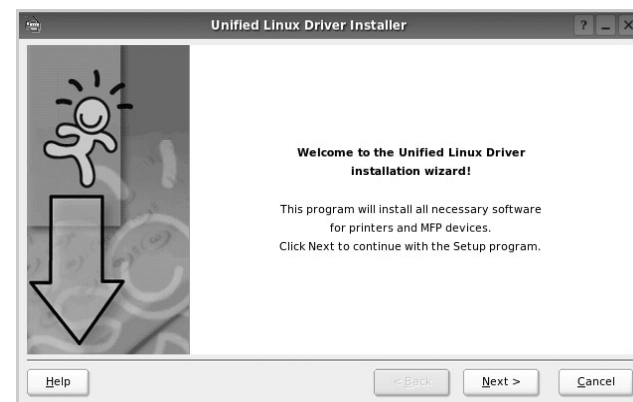 Unified Linux Driver Installer
Welcome to the Unified Linux Driver
installation wizard!
This program will install all necessary software
for printers and MFP devices.
Click Next to continue with the Setup program.
Help
< Back
Next >
Cancel